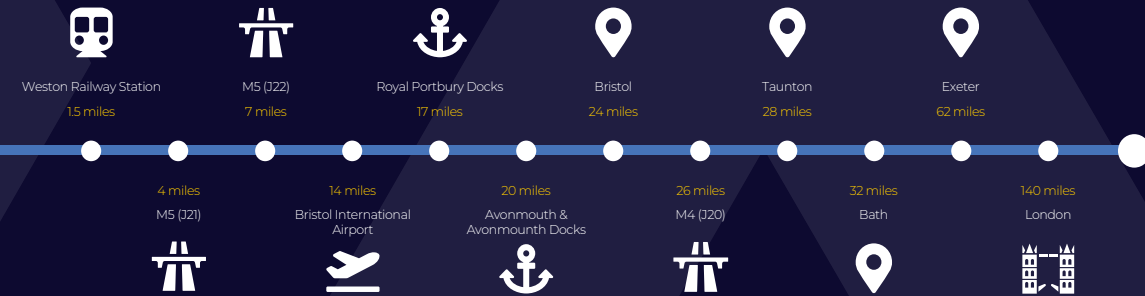 Weston Railway Station
1.5 miles
M5 (J22)
7 miles
Royal Portbury Docks
17 miles
Bristol
24 miles
Taunton
28 miles
Exeter
62 miles
4 miles
M5 (J21)
14 miles
Bristol International
Airport
20 miles
Avonmouth &
Avonmounth Docks
26 miles
M4 (J20)
32 miles
Bath
140 miles
London